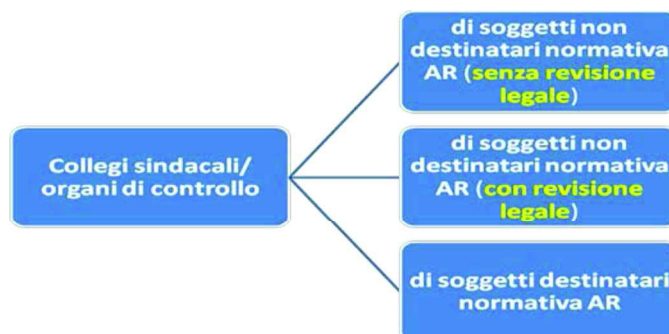 Collegi sindacali/
organi di controllo
di soggetti non
destinatari normativa
AR (senza revisione
legale)
di soggetti non
destinatari normativa
AR (con revisione
legale)
di soggetti destinatari
normativa AR